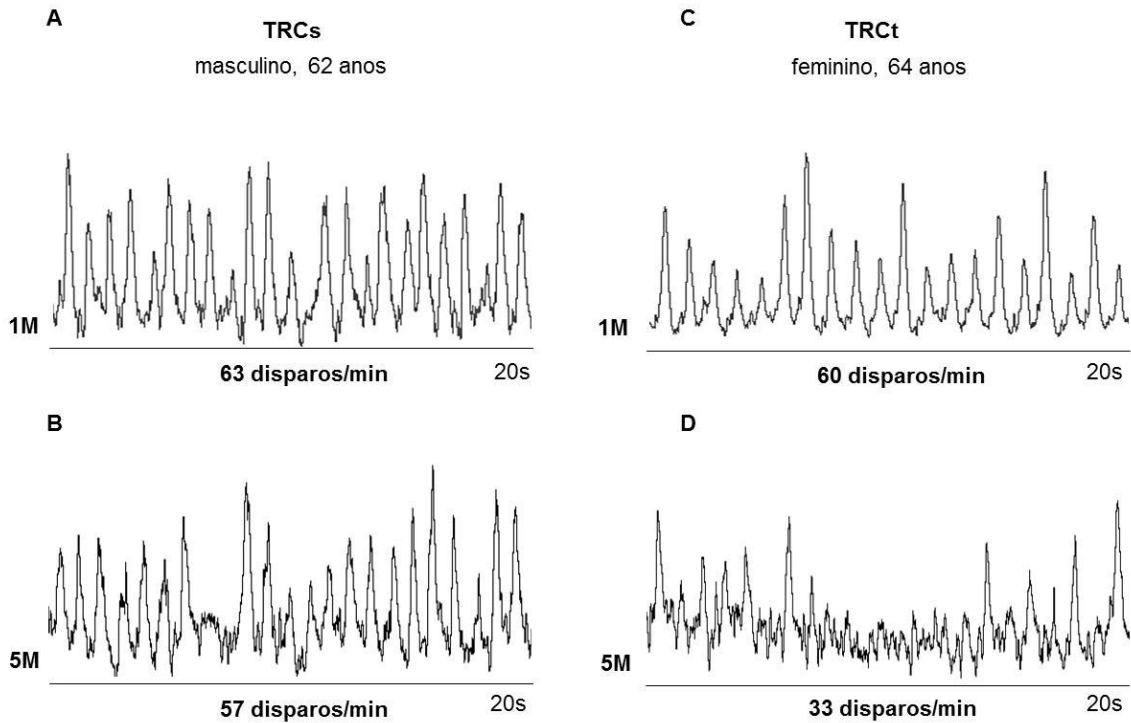 A
TRCs
masculino, 62 anos
1M
63 disparos/min
20s
B
5M
57 disparos/min
20s
C
TRCt
feminino, 64 anos
1M
60 disparos/min
20s
D
5M
33 disparos/min
20s